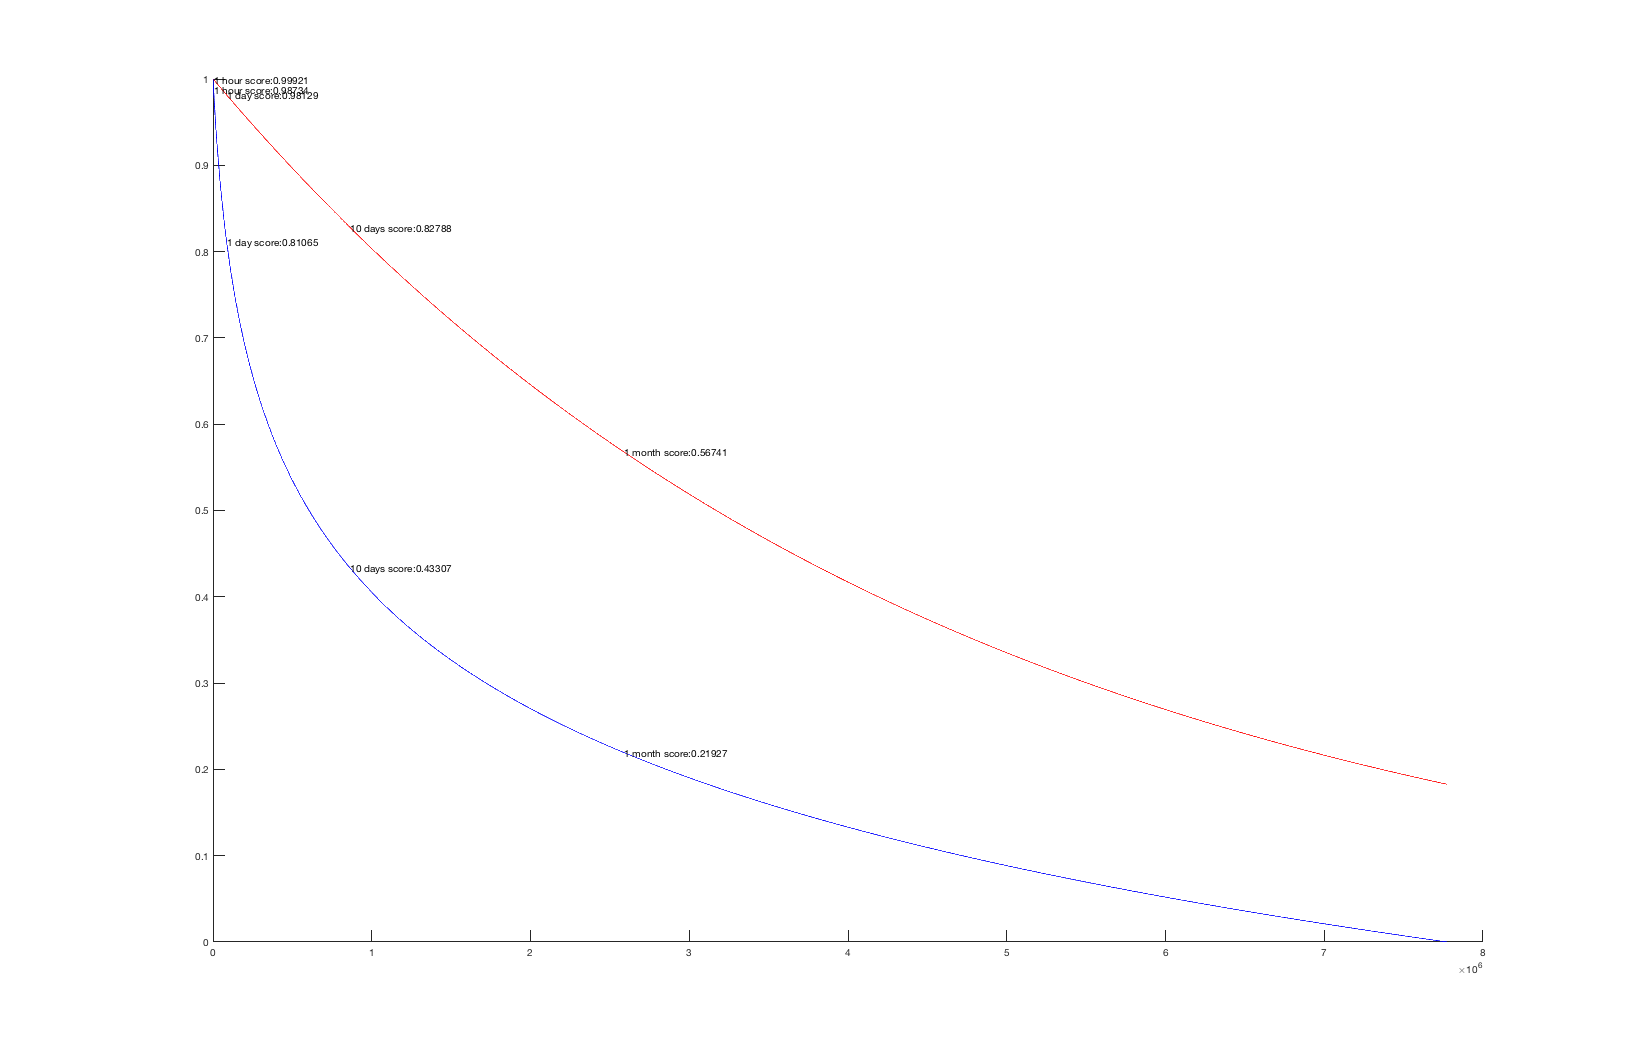 1
1 hour score:0.99921
1 hour score:0.98734
1 day score:0.98129
0.9
10 days score:0.82788
1 day score:0.81065
0.8
0.7
0.6
1 month score:0.56741
0.5
10 days score:0.43307
0.4
0.3
1 month score:0.21927
0.2
0.1
0
0 1 2 3 4 5 6 7 8
×10^6